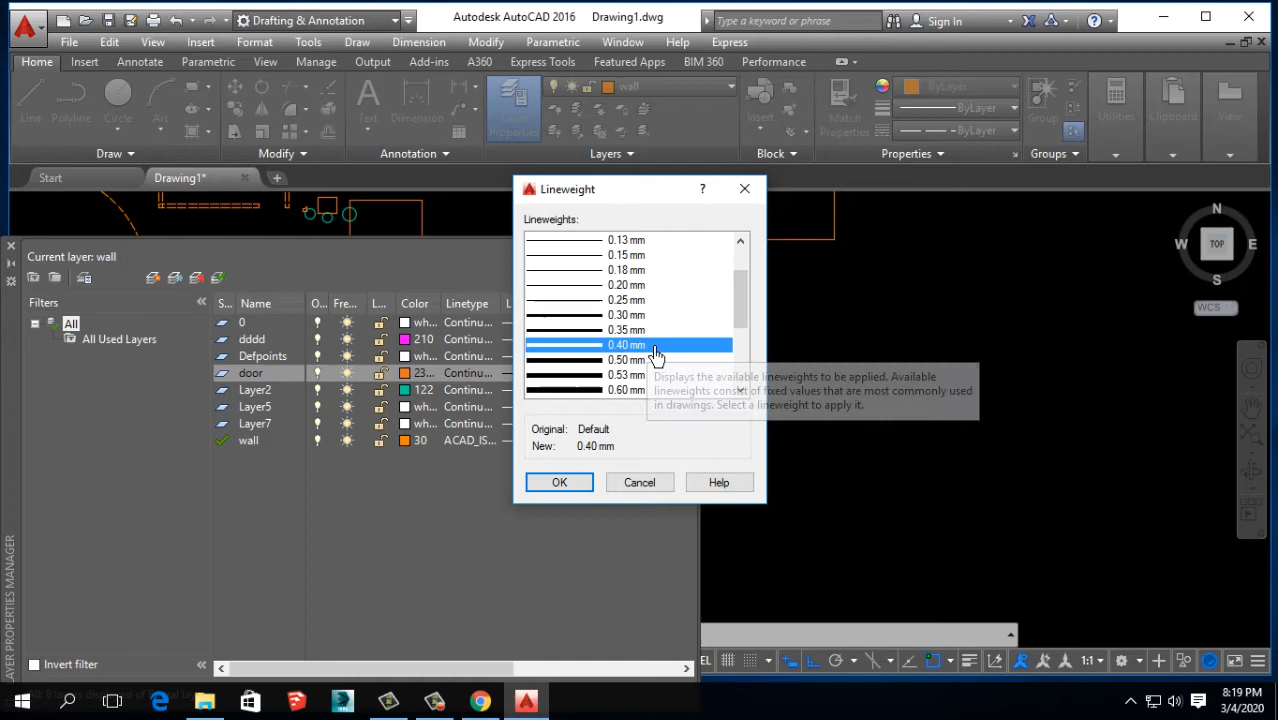 Drafting & Annotation
Autodesk AutoCAD 2016 Drawing1.dwg
Type a keyword or phrase
Sign In
File Edit View Insert Format Tools Draw Dimension Modify Parametric Window Help Express
Home Insert Annotate Parametric View Manage Output Add-ins A360 Express Tools Featured Apps BIM 360 Performance
Line Polyline Circle Arc Text Dimension Layer Properties wall Insert Match Properties ByLayer Group Utilities Clipboard View
ByLayer
ByLayer
Draw Modify Annotation Layers Block Properties Groups
Start Drawing1*
Lineweight
Lineweights:
0.13 mm
0.15 mm
0.18 mm
0.20 mm
0.25 mm
0.30 mm
0.35 mm
0.40 mm
0.50 mm
0.53 mm
0.60 mm
Displays the available lineweights to be applied. Available
lineweights consist of fixed values that are most commonly used
in drawings. Select a lineweight to apply it.
Original: Default
New: 0.40 mm
OK Cancel Help
N
W TOP E
S
WCS
Current layer: wall
Filters
All
All Used Layers
S... Name O... Fre... L... Color Linetype L
0 wh... Continu...
dddd 210 Continu...
Defpoints wh... Continu...
door 23... Continu...
Layer2 122 Continu...
Layer5 wh... Continu...
Layer7 wh... Continu...
wall 30 ACAD_IS...
Invert filter
LAYER PROPERTIES MANAGER
EL 1:1
8:19 PM
3/4/2020